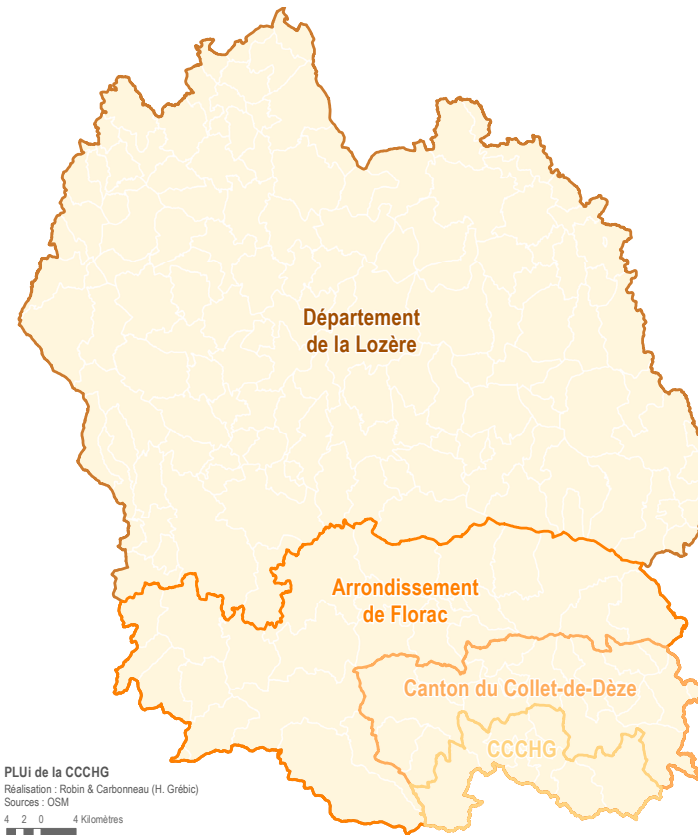 Département
de la Lozère
Arrondissement
de Florac
Canton du Collet-de-Dèze
CCCHG
PLUi de la CCCHG
Réalisation : Robin & Carbonneau (H. Grébic)
Sources : OSM
4 2 0 4 Kilomètres